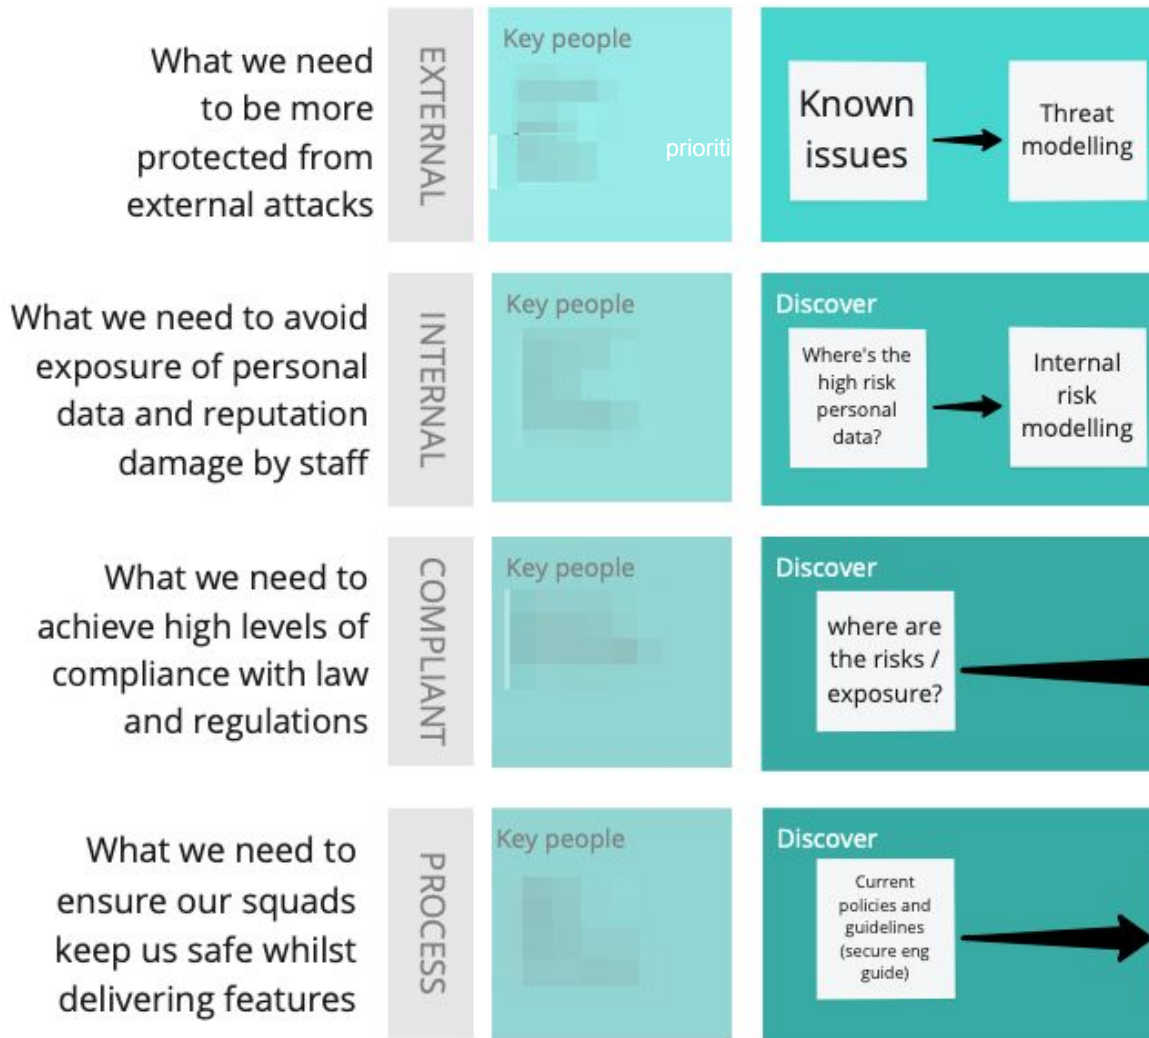 What we need
to be more
protected from
external attacks
EXTERNAL
Key people
prioriti
Known
issues
Threat
modelling
What we need to avoid
exposure of personal
data and reputation
damage by staff
INTERNAL
Key people
Discover
Where's the
high risk
personal
data?
Internal
risk
modelling
What we need to
achieve high levels of
compliance with law
and regulations
COMPLIANT
Key people
Discover
where are
the risks /
exposure?
What we need to
ensure our squads
keep us safe whilst
delivering features
PROCESS
Key people
Discover
Current
policies and
guidelines
(secure eng
guide)